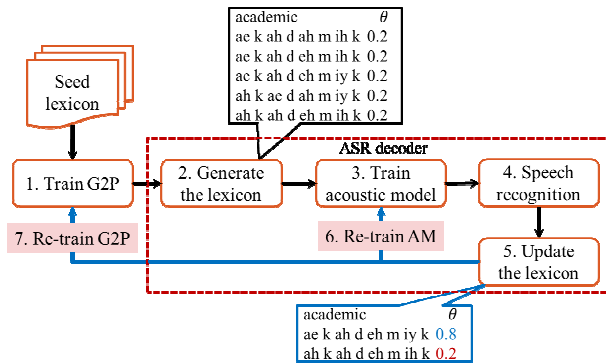 academic θ
ae k ah d ah m ih k 0.2
ae k ah d eh m ih k 0.2
ae k ah d eh m iy k 0.2
ah k ae d ah m iy k 0.2
ah k ah d eh m ih k 0.2
Seed
lexicon
ASR decoder
1. Train G2P
2. Generate
the lexicon
3. Train
acoustic model
4. Speech
recognition
7. Re-train G2P
6. Re-train AM
5. Update
the lexicon
academic θ
ae k ah d eh m iy k 0.8
ah k ah d eh m ih k 0.2